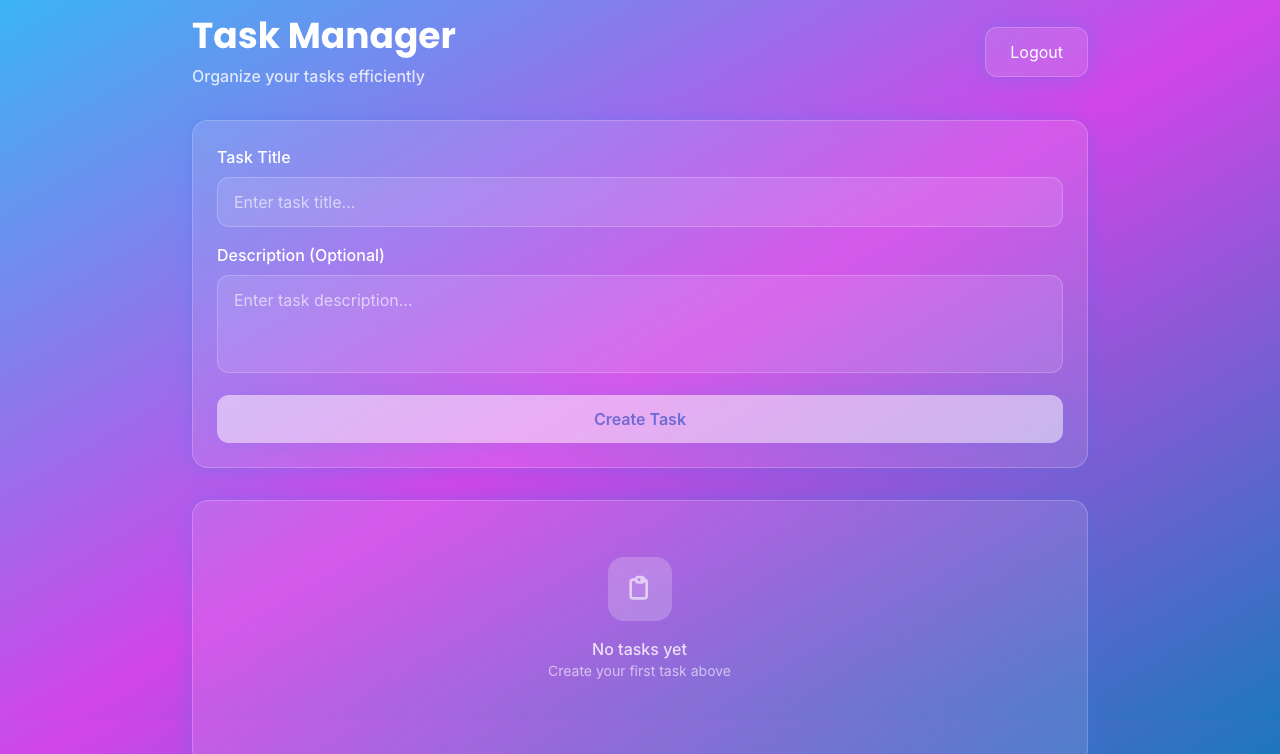 Task Manager
Organize your tasks efficiently
Logout
Task Title
Enter task title...
Description (Optional)
Enter task description...
Create Task
No tasks yet
Create your first task above